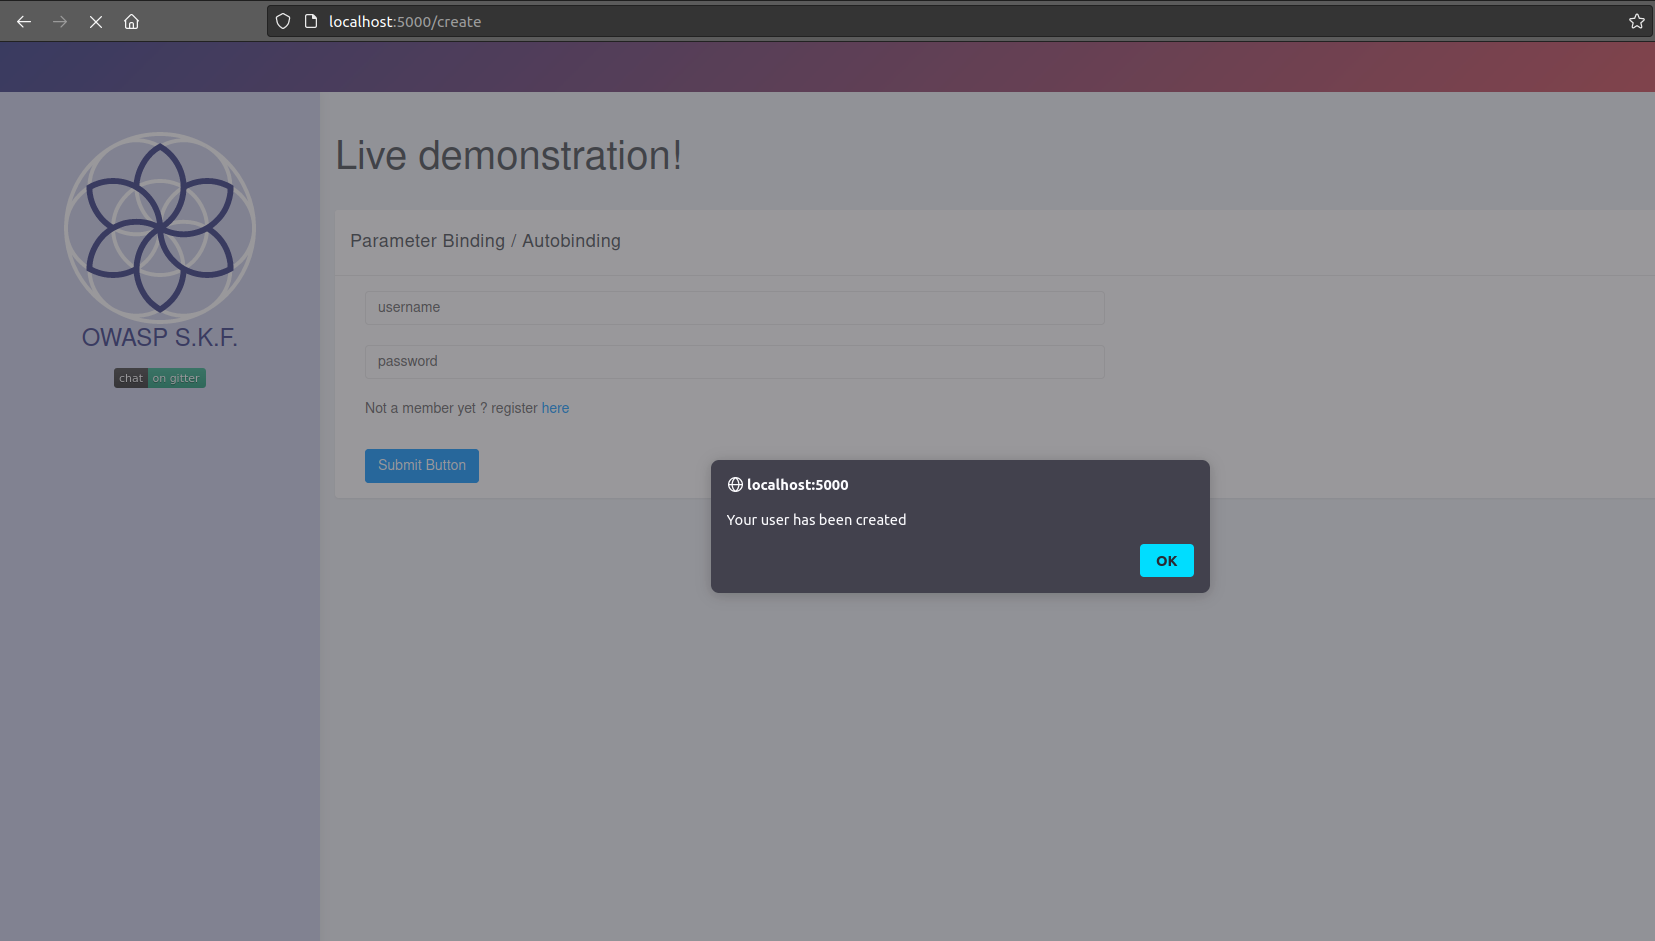 localhost:5000/create
OWASP S.K.F.
chat on gitter
Live demonstration!
Parameter Binding / Autobinding
username
password
Not a member yet ? register here
Submit Button
localhost:5000
Your user has been created
OK